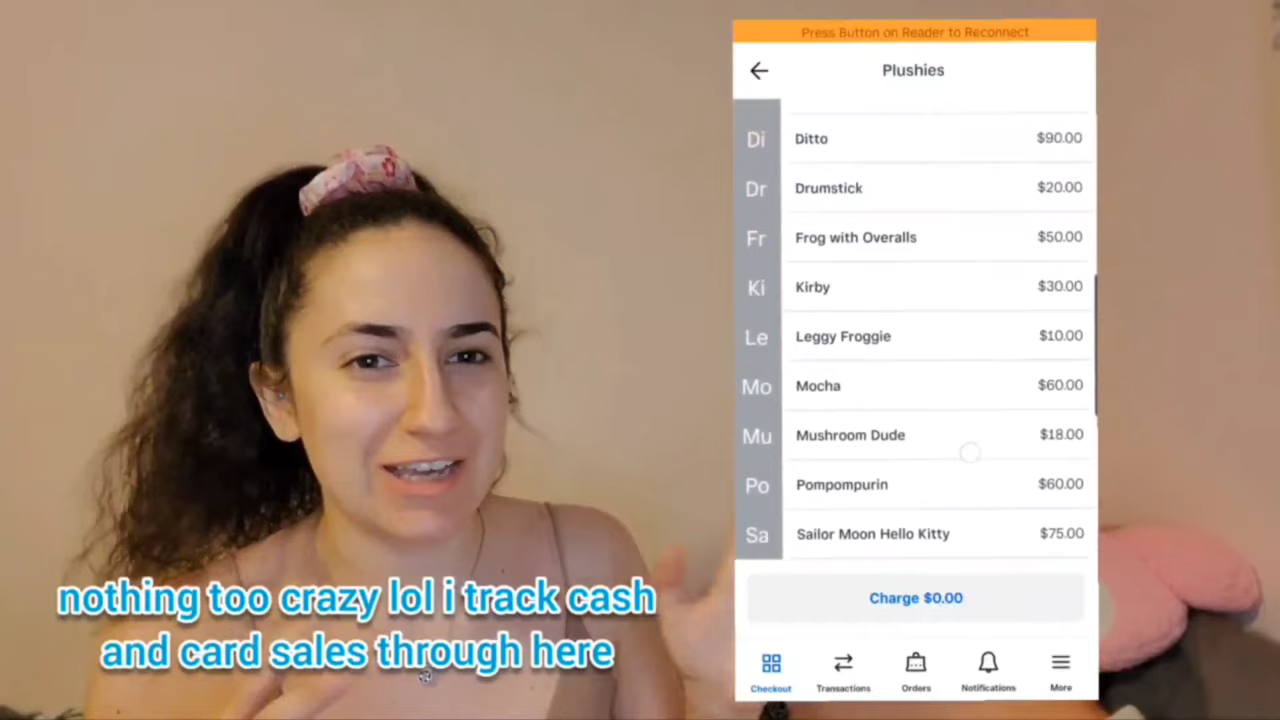 Press Button on Reader to Reconnect
Plushies
Di Ditto $90.00
Dr Drumstick $20.00
Fr Frog with Overalls $50.00
Ki Kirby $30.00
Le Leggy Froggie $10.00
Mo Mocha $60.00
Mu Mushroom Dude $18.00
Po Pompompurin $60.00
Sa Sailor Moon Hello Kitty $75.00
Charge $0.00
Checkout Transactions Orders Notifications More
nothing too crazy lol i track cash
and card sales through here